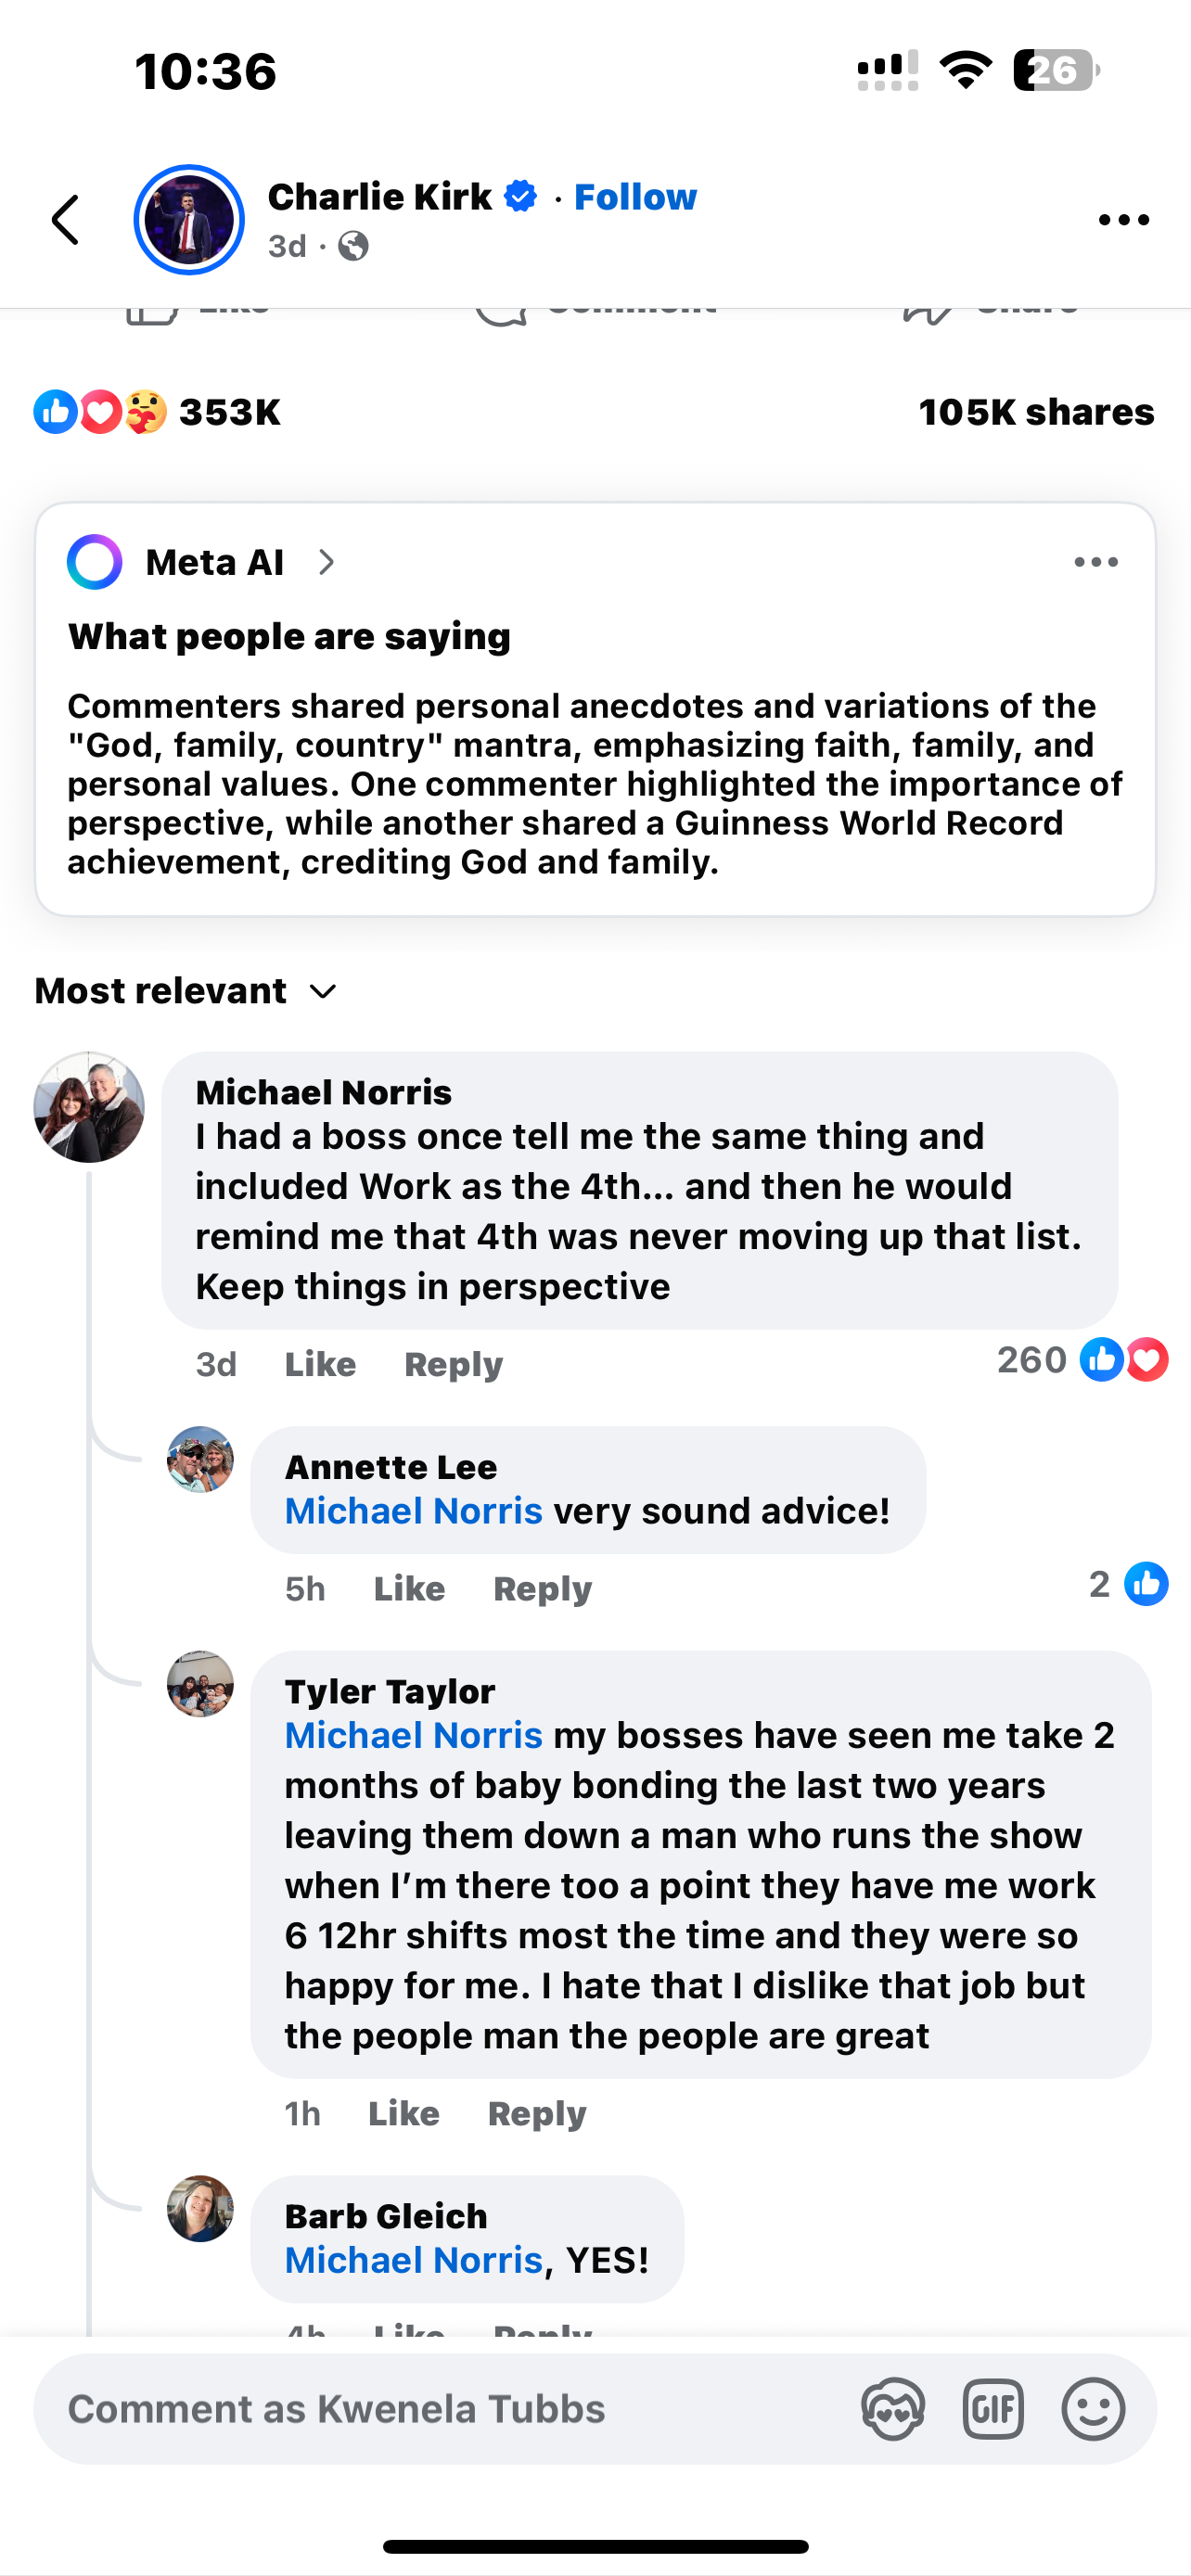 10:36
26
Charlie Kirk · Follow
3d ·
Like Comment Share
353K
105K shares
Meta AI
What people are saying
Commenters shared personal anecdotes and variations of the
"God, family, country" mantra, emphasizing faith, family, and
personal values. One commenter highlighted the importance of
perspective, while another shared a Guinness World Record
achievement, crediting God and family.
Most relevant
Michael Norris
I had a boss once tell me the same thing and
included Work as the 4th... and then he would
remind me that 4th was never moving up that list.
Keep things in perspective
3d Like Reply 260
Annette Lee
Michael Norris very sound advice!
5h Like Reply 2
Tyler Taylor
Michael Norris my bosses have seen me take 2
months of baby bonding the last two years
leaving them down a man who runs the show
when I’m there too a point they have me work
6 12hr shifts most the time and they were so
happy for me. I hate that I dislike that job but
the people man the people are great
1h Like Reply
Barb Gleich
Michael Norris, YES!
4h Like Reply
Comment as Kwenela Tubbs
GIF